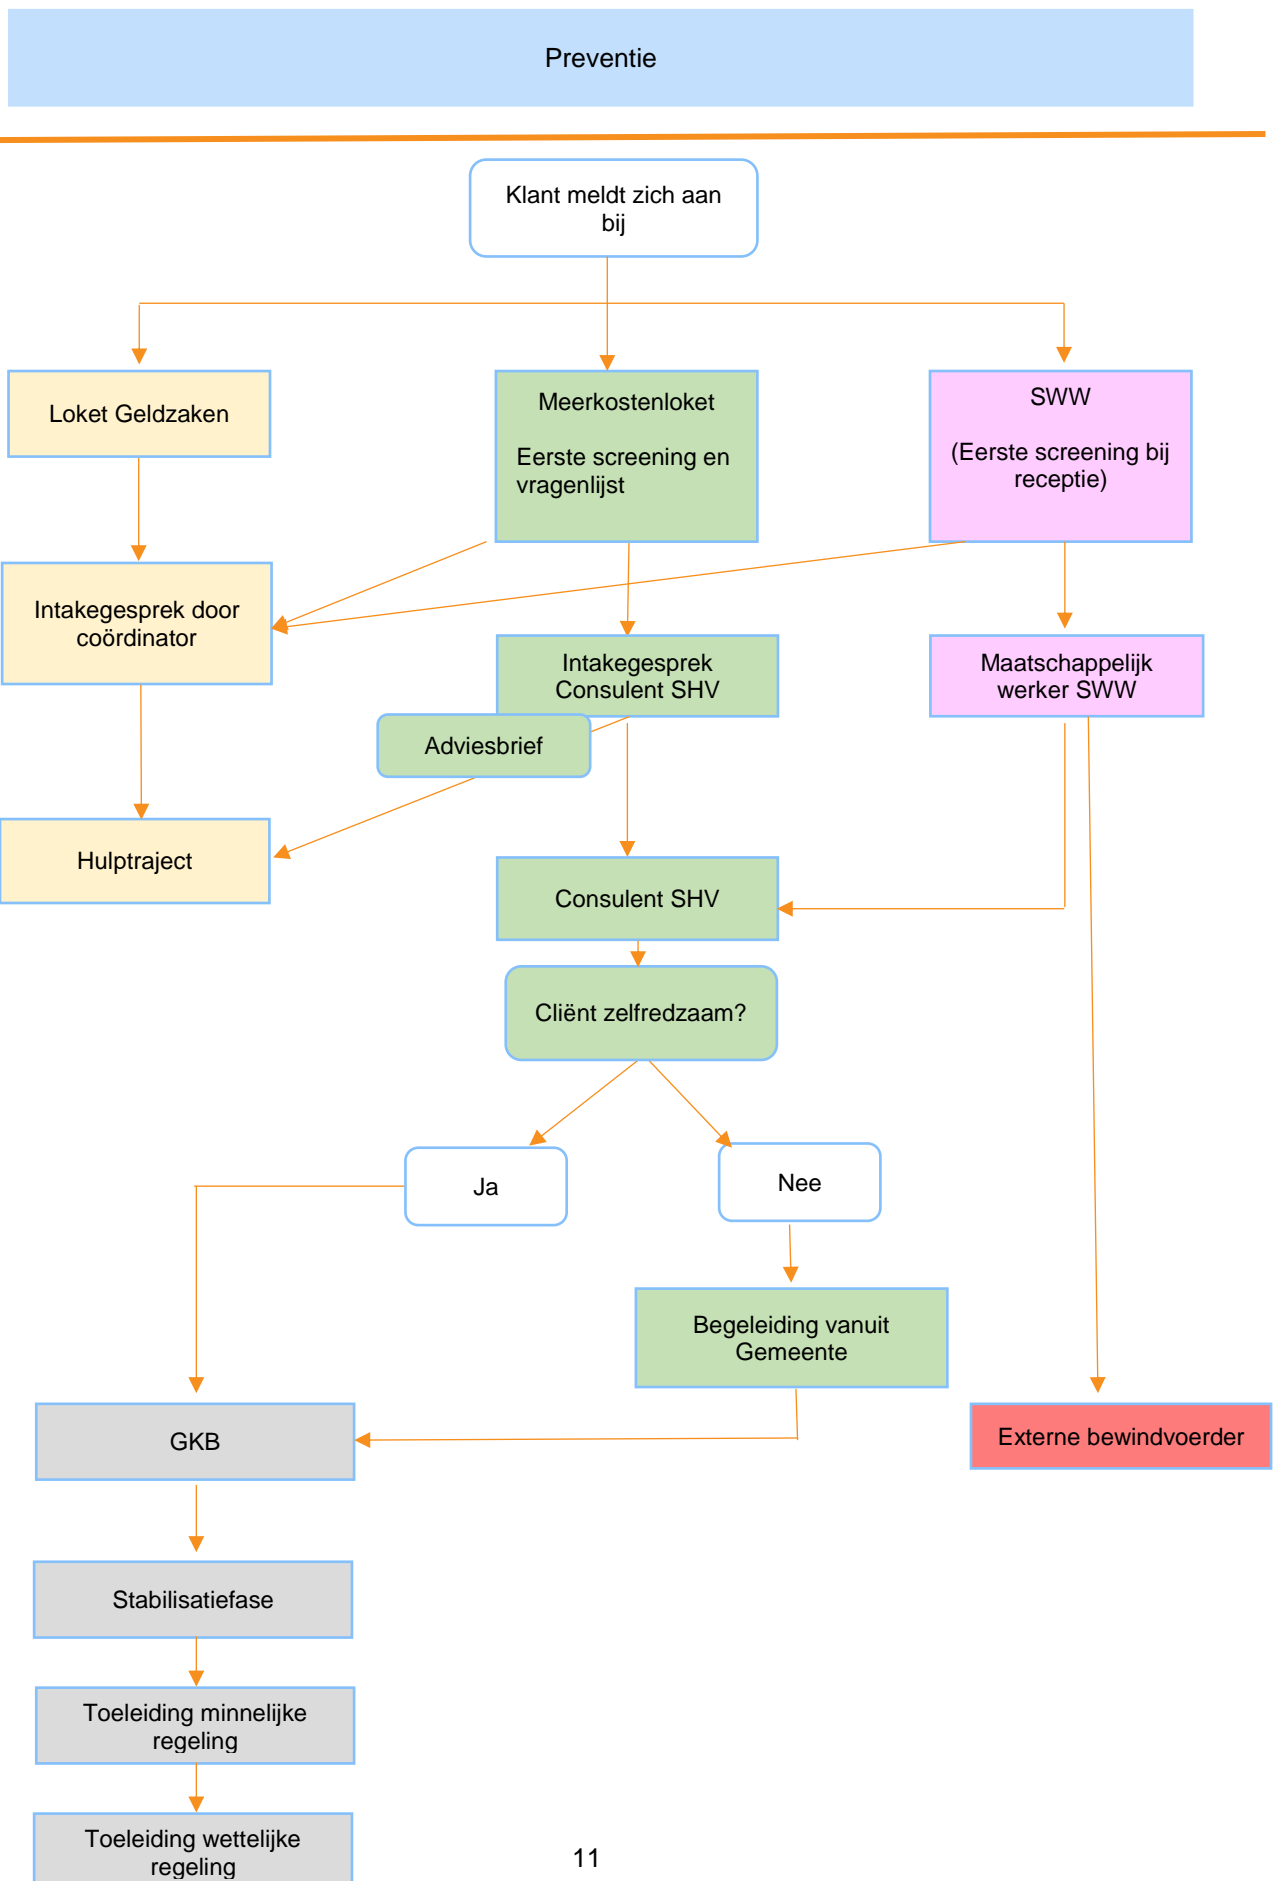 Preventie
Klant meldt zich aan
bij
Loket Geldzaken
Meerkostenloket
Eerste screening en
vragenlijst
SWW
(Eerste screening bij
receptie)
Intakegesprek door
coördinator
Intakegesprek
Consulent SHV
Maatschappelijk
werker SWW
Adviesbrief
Hulptraject
Consulent SHV
Cliënt zelfredzaam?
Ja
Nee
Begeleiding vanuit
Gemeente
GKB
Externe bewindvoerder
Stabilisatiefase
Toeleiding minnelijke
regeling
Toeleiding wettelijke
regeling
11